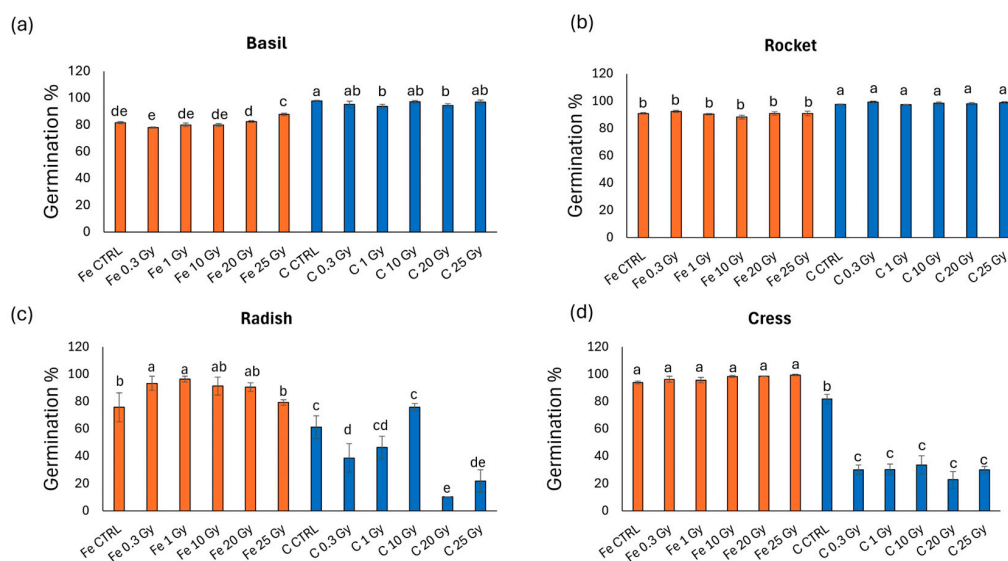 (a)
Basil
Germination %
120
100
80
60
40
20
0
de e de de d c a ab b ab b ab
Fe CTRL Fe 0.3 Gy Fe 1 Gy Fe 10 Gy Fe 20 Gy Fe 25 Gy C CTRL C 0.3 Gy C 1 Gy C 10 Gy C 20 Gy C 25 Gy
(b)
Rocket
Germination %
120
100
80
60
40
20
0
b b b b b b a a a a a a
Fe CTRL Fe 0.3 Gy Fe 1 Gy Fe 10 Gy Fe 20 Gy Fe 25 Gy C CTRL C 0.3 Gy C 1 Gy C 10 Gy C 20 Gy C 25 Gy
(c)
Radish
Germination %
120
100
80
60
40
20
0
b a a ab ab b c d cd c e de
Fe CTRL Fe 0.3 Gy Fe 1 Gy Fe 10 Gy Fe 20 Gy Fe 25 Gy C CTRL C 0.3 Gy C 1 Gy C 10 Gy C 20 Gy C 25 Gy
(d)
Cress
Germination %
120
100
80
60
40
20
0
a a a a a a b c c c c c
Fe CTRL Fe 0.3 Gy Fe 1 Gy Fe 10 Gy Fe 20 Gy Fe 25 Gy C CTRL C 0.3 Gy C 1 Gy C 10 Gy C 20 Gy C 25 Gy